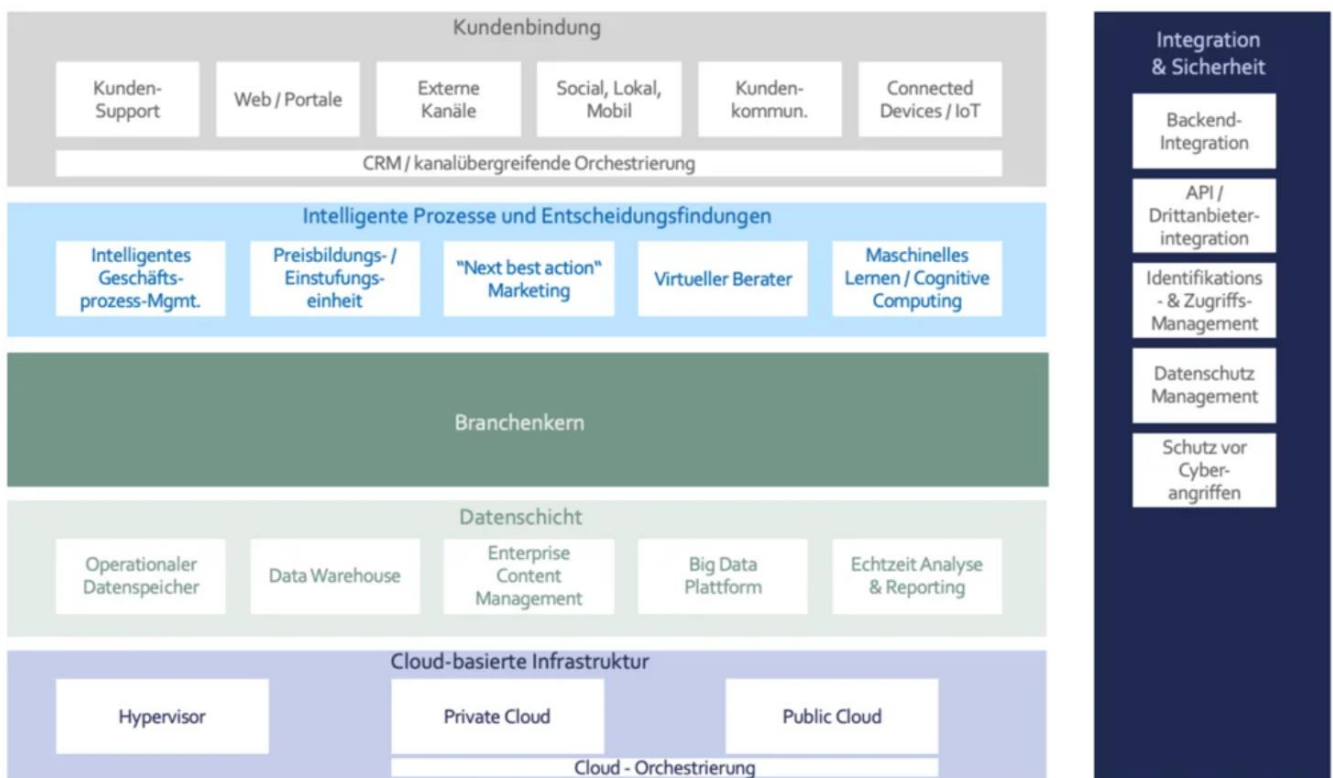 Kundenbindung
Kunden-
Support
Web / Portale
Externe
Kanäle
Social, Lokal,
Mobil
Kunden-
kommun.
Connected
Devices / IoT
CRM / kanalübergreifende Orchestrierung
Intelligente Prozesse und Entscheidungsfindungen
Intelligentes
Geschäfts-
prozess-Mgmt.
Preisbildungs- /
Einstufungs-
einheit
"Next best action"
Marketing
Virtueller Berater
Maschinelles
Lernen / Cognitive
Computing
Branchenkern
Datenschicht
Operationaler
Datenspeicher
Data Warehouse
Enterprise
Content
Management
Big Data
Plattform
Echtzeit Analyse
& Reporting
Cloud-basierte Infrastruktur
Hypervisor
Private Cloud
Public Cloud
Cloud - Orchestrierung
Integration
& Sicherheit
Backend-
Integration
API /
Drittanbieter-
integration
Identifikations
- & Zugriffs-
Management
Datenschutz
Management
Schutz vor
Cyber-
angriffen